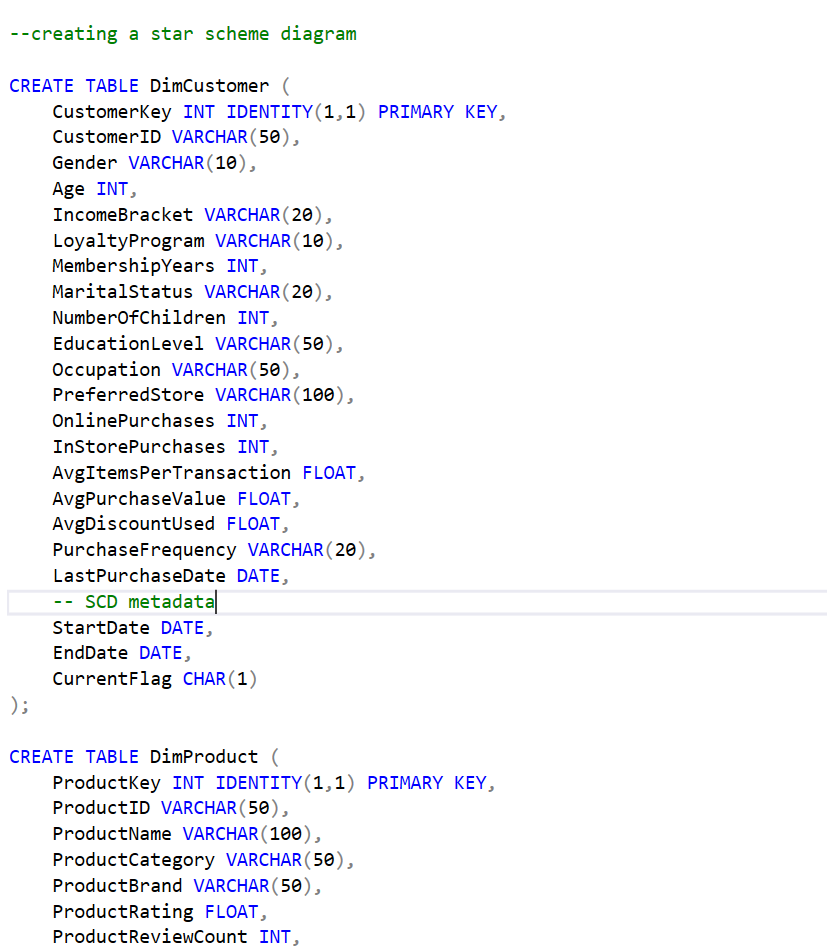 --creating a star scheme diagram
CREATE TABLE DimCustomer (
    CustomerKey INT IDENTITY(1,1) PRIMARY KEY,
    CustomerID VARCHAR(50),
    Gender VARCHAR(10),
    Age INT,
    IncomeBracket VARCHAR(20),
    LoyaltyProgram VARCHAR(10),
    MembershipYears INT,
    MaritalStatus VARCHAR(20),
    NumberOfChildren INT,
    EducationLevel VARCHAR(50),
    Occupation VARCHAR(50),
    PreferredStore VARCHAR(100),
    OnlinePurchases INT,
    InStorePurchases INT,
    AvgItemsPerTransaction FLOAT,
    AvgPurchaseValue FLOAT,
    AvgDiscountUsed FLOAT,
    PurchaseFrequency VARCHAR(20),
    LastPurchaseDate DATE,
    -- SCD metadata
    StartDate DATE,
    EndDate DATE,
    CurrentFlag CHAR(1)
);
CREATE TABLE DimProduct (
    ProductKey INT IDENTITY(1,1) PRIMARY KEY,
    ProductID VARCHAR(50),
    ProductName VARCHAR(100),
    ProductCategory VARCHAR(50),
    ProductBrand VARCHAR(50),
    ProductRating FLOAT,
    ProductReviewCount INT,